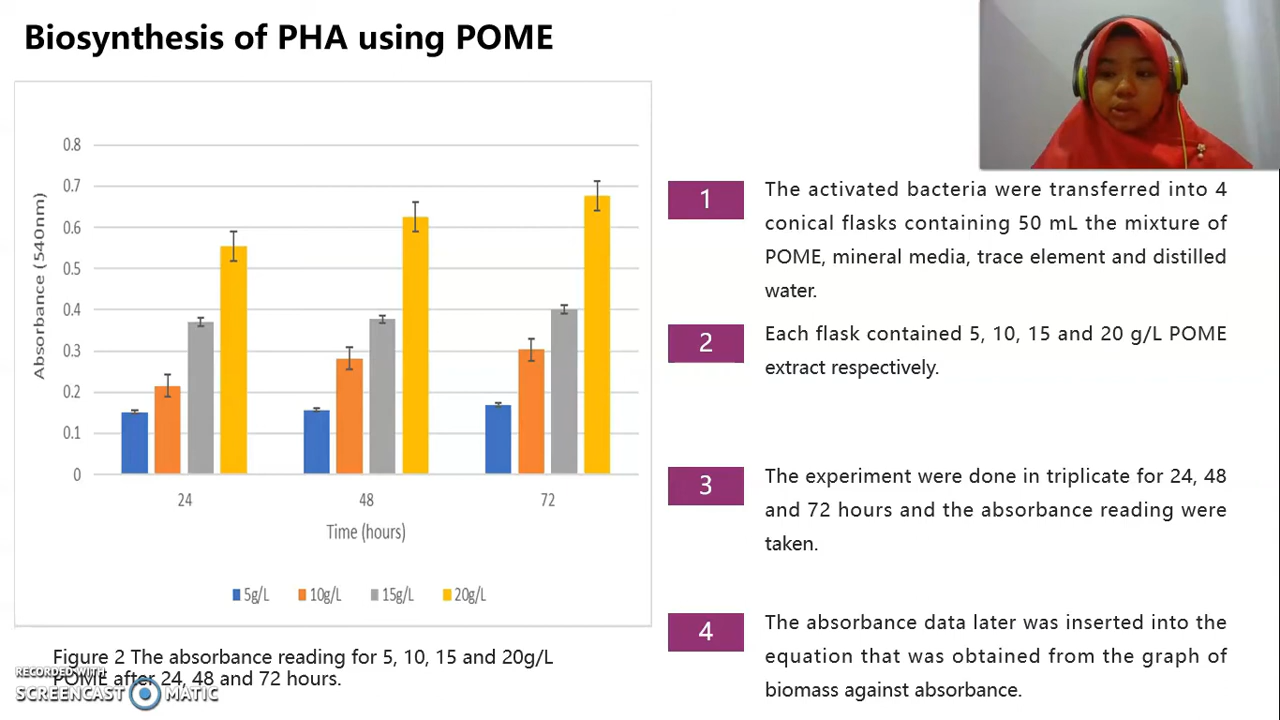 Biosynthesis of PHA using POME
0.8
0.7
0.6
0.5
0.4
0.3
0.2
0.1
0
Absorbance (540nm)
24
48
72
Time (hours)
5g/L
10g/L
15g/L
20g/L
Figure 2 The absorbance reading for 5, 10, 15 and 20g/L
POME after 24, 48 and 72 hours.
RECORDED WITH
SCREENCAST MATIC
1
The activated bacteria were transferred into 4
conical flasks containing 50 mL the mixture of
POME, mineral media, trace element and distilled
water.
2
Each flask contained 5, 10, 15 and 20 g/L POME
extract respectively.
3
The experiment were done in triplicate for 24, 48
and 72 hours and the absorbance reading were
taken.
4
The absorbance data later was inserted into the
equation that was obtained from the graph of
biomass against absorbance.